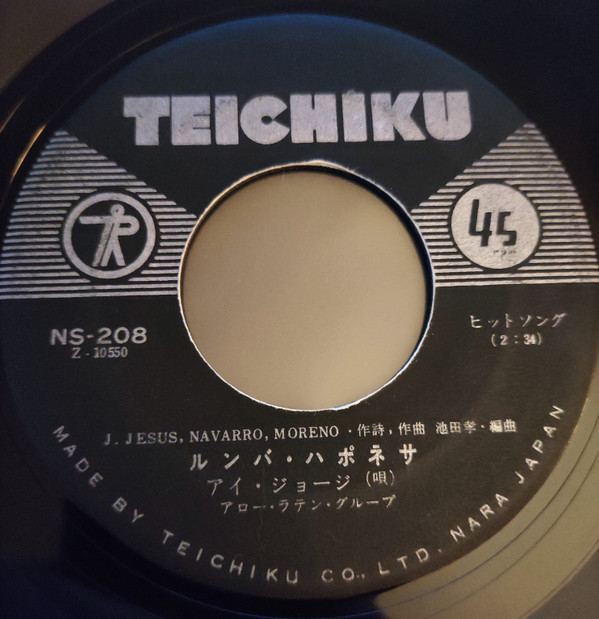 TEICHIKU
45
rpm
NS-208
Z-10550
ヒットソング
(2:34)
J. JESUS, NAVARRO, MORENO・作詩,作曲 池田孝・編曲
ルンバ・ハポネサ
アイ・ジョージ(唄)
アロー・ラテン・グループ
MADE BY TEICHIKU CO., LTD. NARA JAPAN